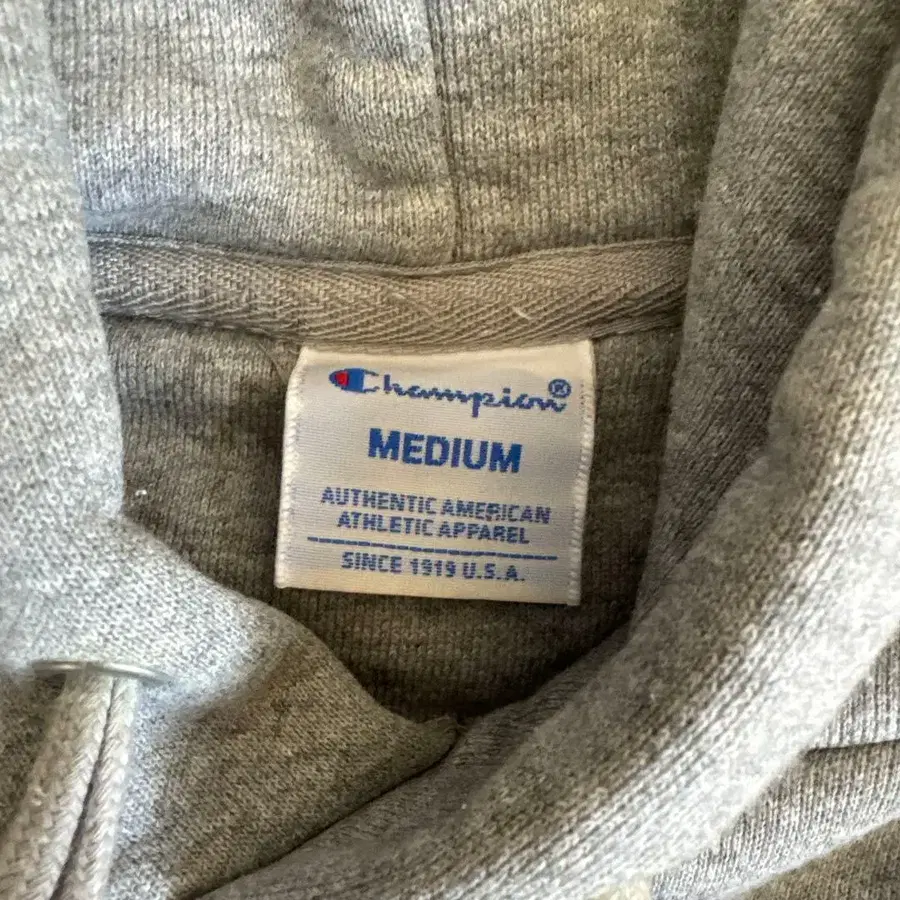 Champion®
MEDIUM
AUTHENTIC AMERICAN
ATHLETIC APPAREL
SINCE 1919 U.S.A.